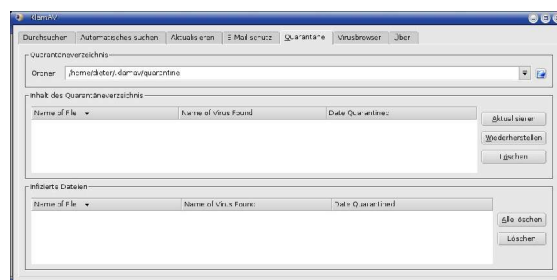 KlamAV
Durchsuchen Automatisches suchen Aktualisieren E-Mail schutz Quarantäne Virusbrowser Über
Quarantäneverzeichnis
Ordner /home/dieter/.klamav/quarantine
Inhalt des Quarantäneverzeichnis
Name of File Name of Virus Found Date Quarantined
Aktualisieren
Wiederherstellen
Löschen
Infizierte Dateien
Name of File Name of Virus Found Date Quarantined
Alle löschen
Löschen